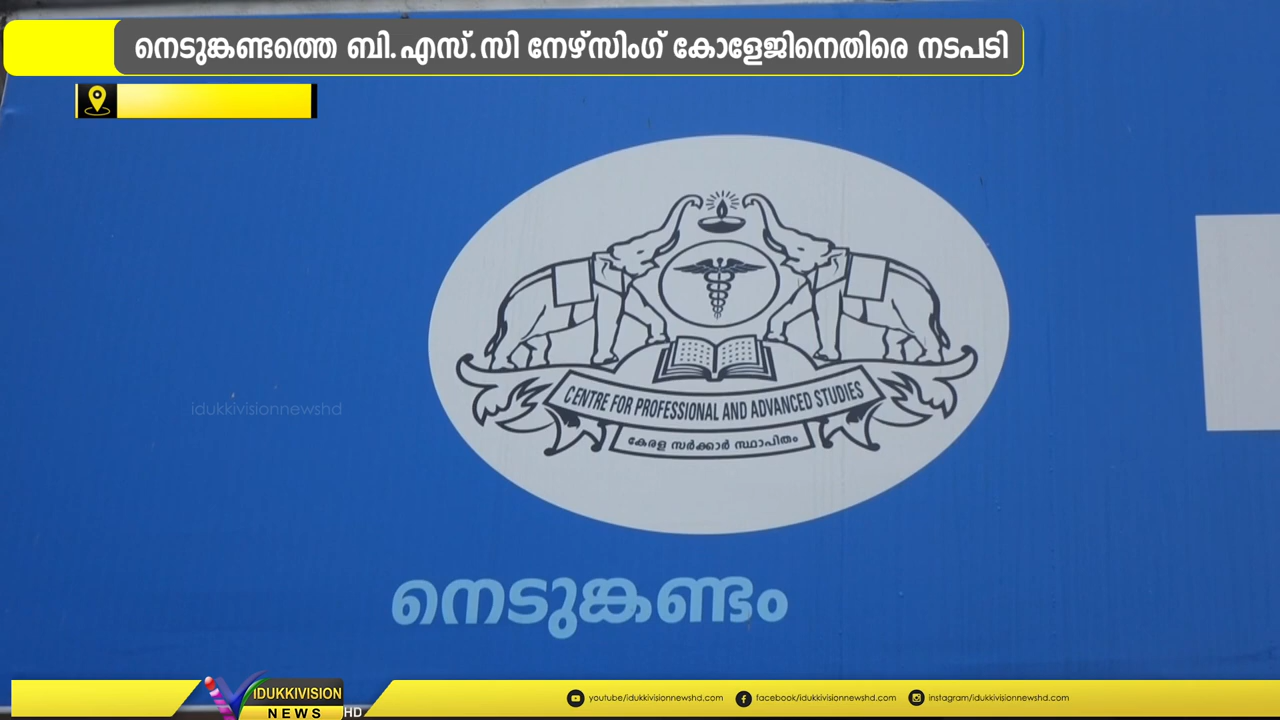 നെടുങ്കണ്ടത്തെ ബി.എസ്.സി നേഴ്സിംഗ് കോളേജിനെതിരെ നടപടി
CENTRE FOR PROFESSIONAL AND ADVANCED STUDIES
കേരള സർക്കാർ സ്ഥാപിതം
idukkivisionnewshd
നെടുങ്കണ്ടം
IDUKKIVISION
NEWS HD
youtube/idukkivisionnewshd.com
facebook/idukkivisionnewshd.com
instagram/idukkivisionnewshd.com